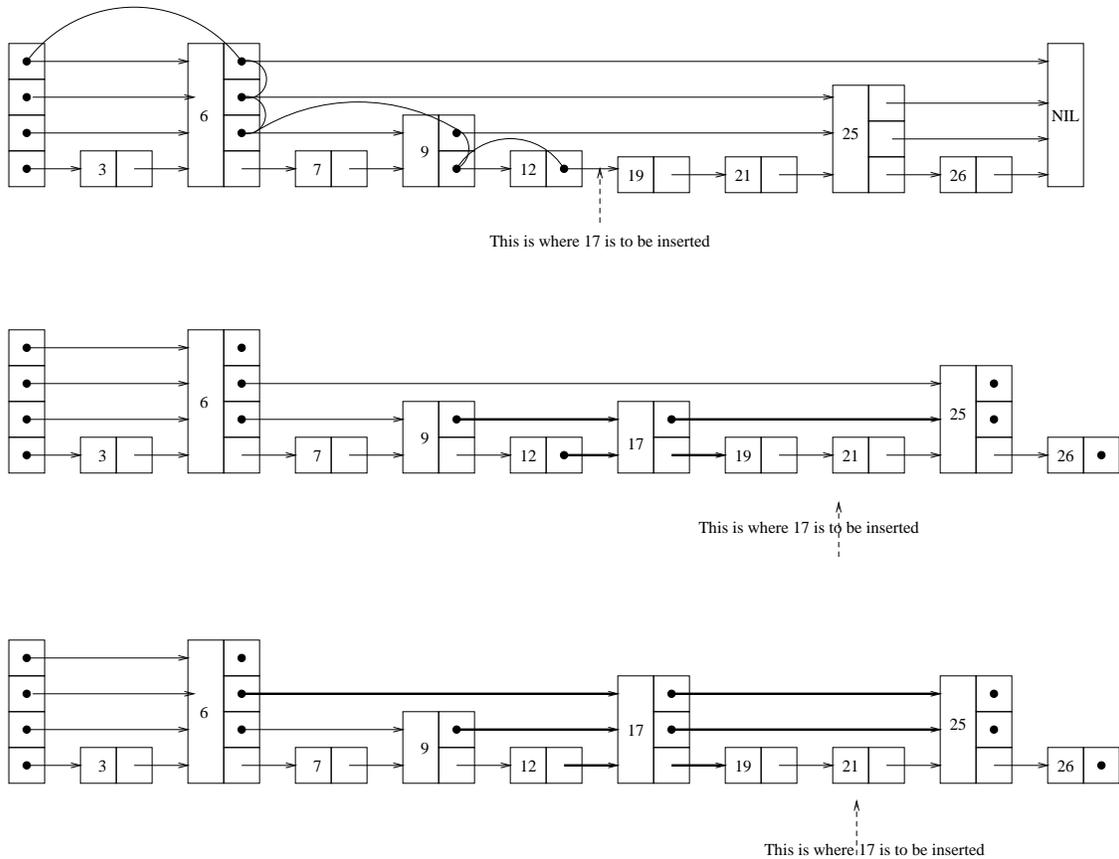 6 NIL
25
9
3 7 12 19 21 26
This is where 17 is to be inserted
6 25
9 17
3 7 12 19 21 26
This is where 17 is to be inserted
6 17 25
9
3 7 12 19 21 26
This is where 17 is to be inserted